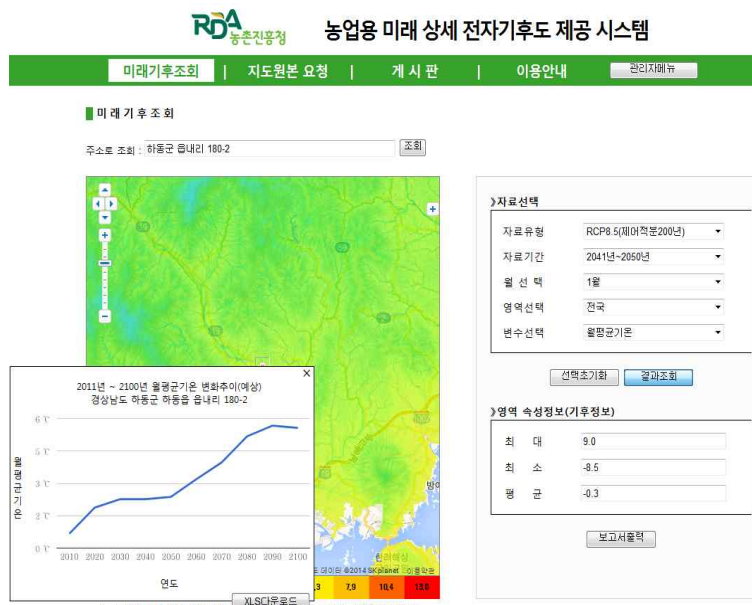 RDA 농촌진흥청
농업용 미래 상세 전자기후도 제공 시스템
미래기후조회 | 지도원본 요청 | 게 시 판 | 이용안내 관리자메뉴
미 래 기 후 조 회
주소로 조회 : 하동군 읍내리 180-2 조회
》자료선택
자료유형 RCP8.5(제어적분200년)
자료기간 2041년~2050년
월 선 택 1월
영역선택 전국
변수선택 월평균기온
선택초기화 결과조회
》영역 속성정보(기후정보)
최 대 9.0
최 소 -8.5
평 균 -0.3
보고서출력
X
2011년 ~ 2100년 월평균기온 변화추이(예상)
경상남도 하동군 하동읍 읍내리 180-2
월평균기온
6 ℃
5 ℃
3 ℃
2 ℃
0 ℃
2010 2020 2030 2040 2050 2060 2070 2080 2090 2100
연도
XLS다운로드
한려해상
©2014 SKplanet 이용약관
7.9 10.4 13.0